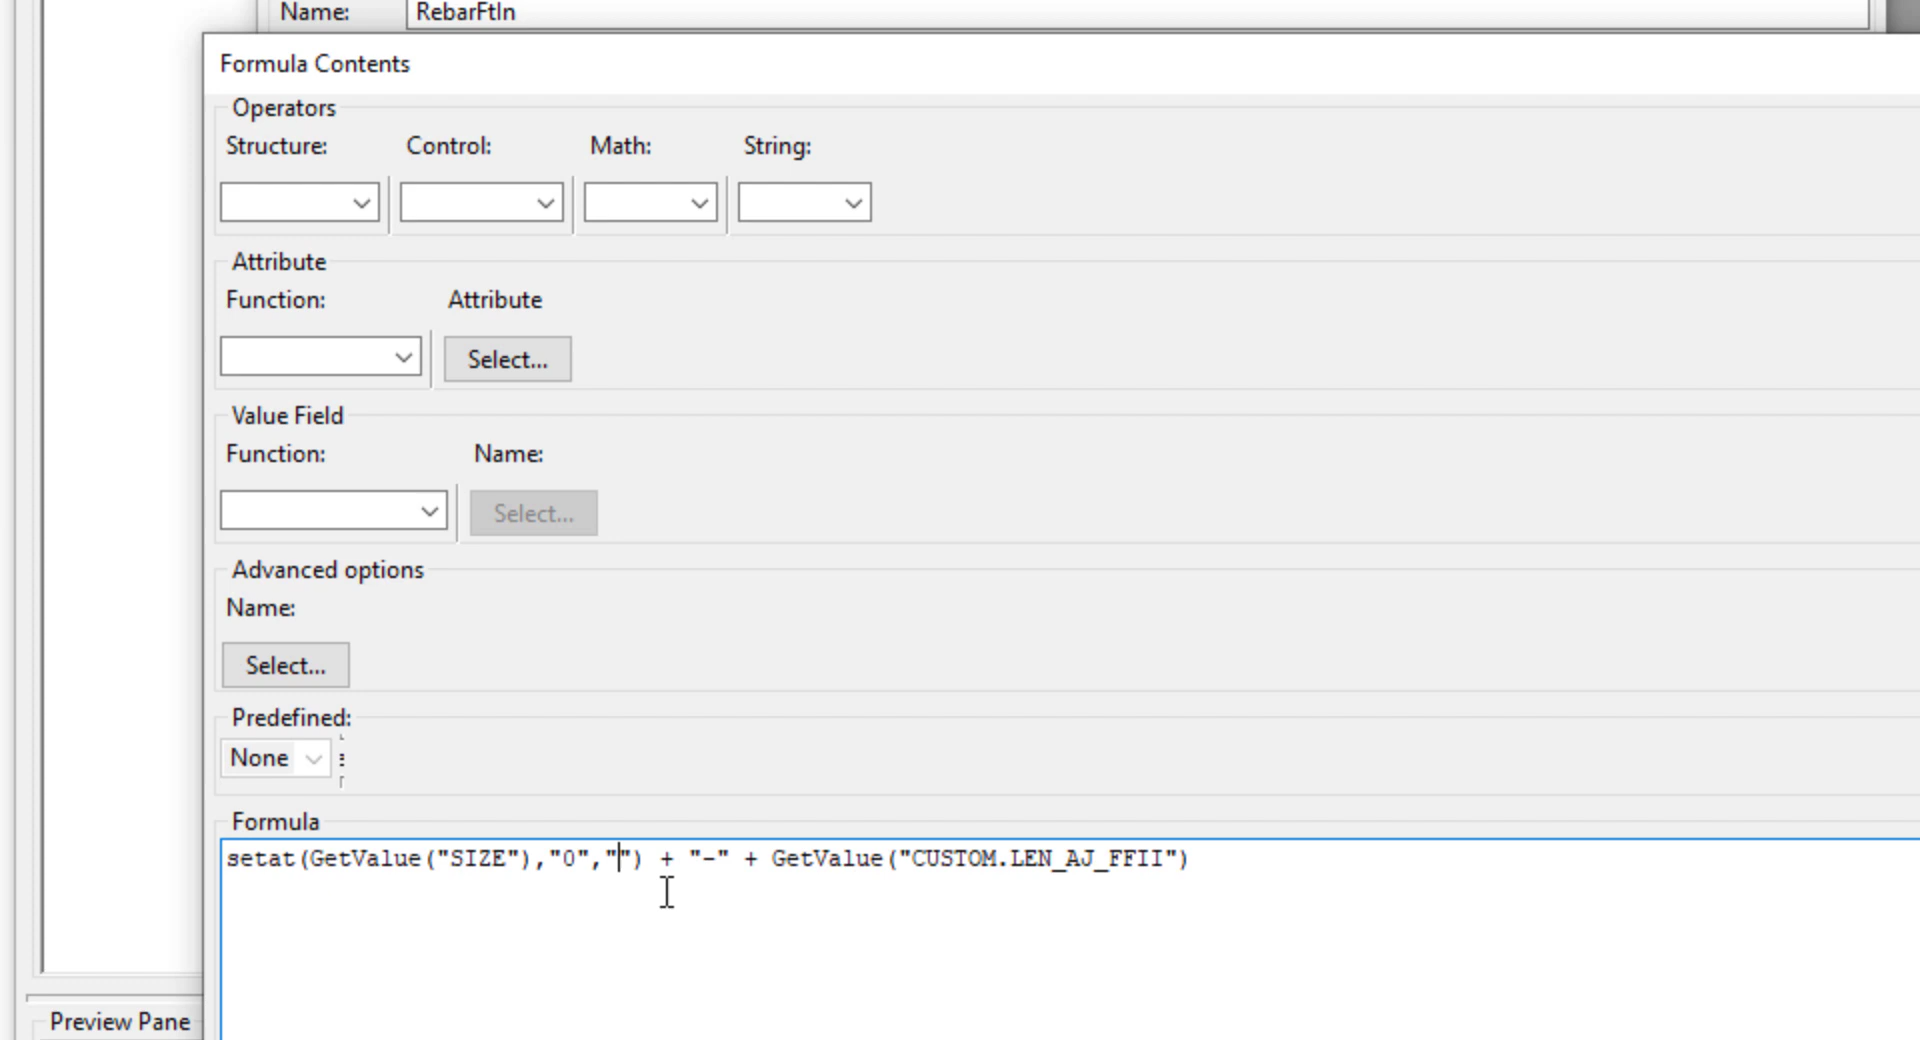 Name: RebarFtIn
Formula Contents
Operators
Structure: Control: Math: String:
Attribute
Function: Attribute
Select...
Value Field
Function: Name:
Select...
Advanced options
Name:
Select...
Predefined:
None
Formula
setat(GetValue("SIZE"),"0","") + "-" + GetValue("CUSTOM.LEN_AJ_FFII")
Preview Pane